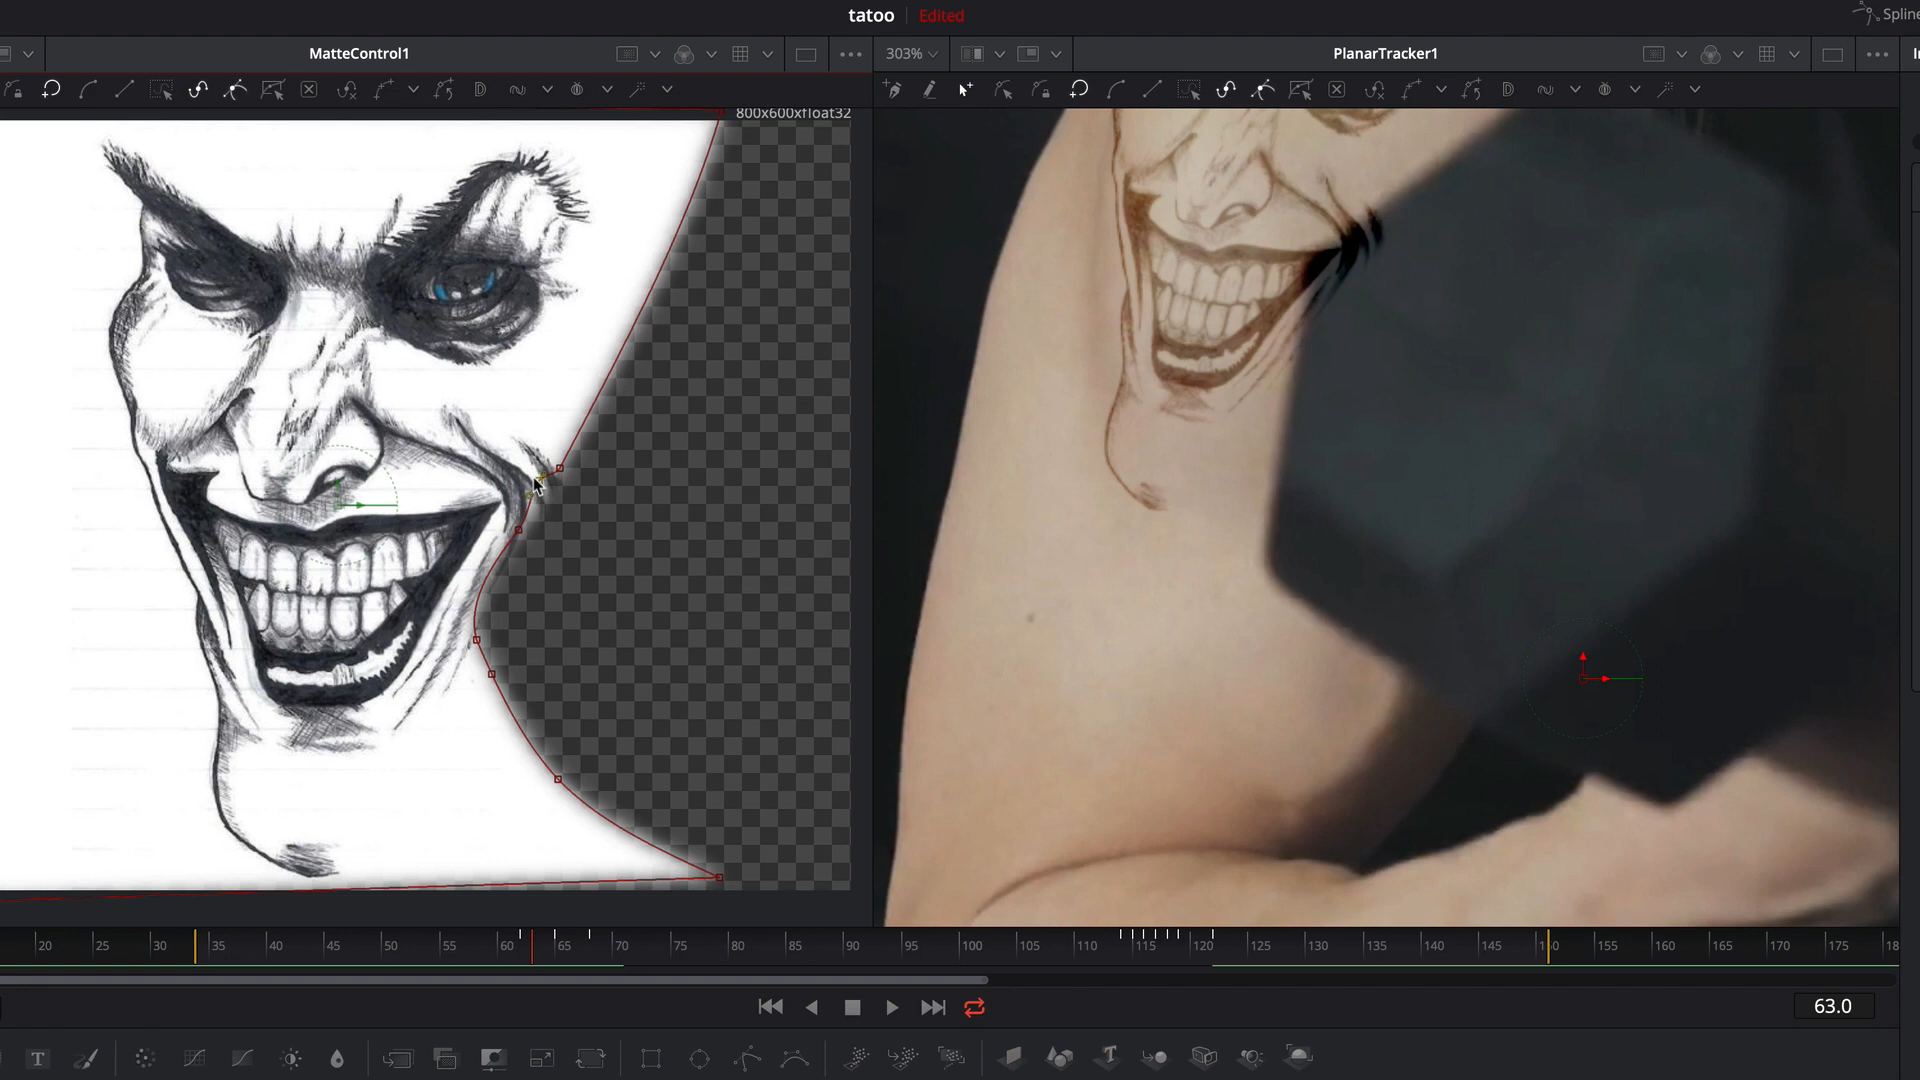 tatoo Edited Spline
MatteControl1 303% PlanarTracker1
800x600xfloat32
20 25 30 35 40 45 50 55 60 65 70 75 80 85 90 95 100 105 110 115 120 125 130 135 140 145 155 160 165 170 175 18
63.0